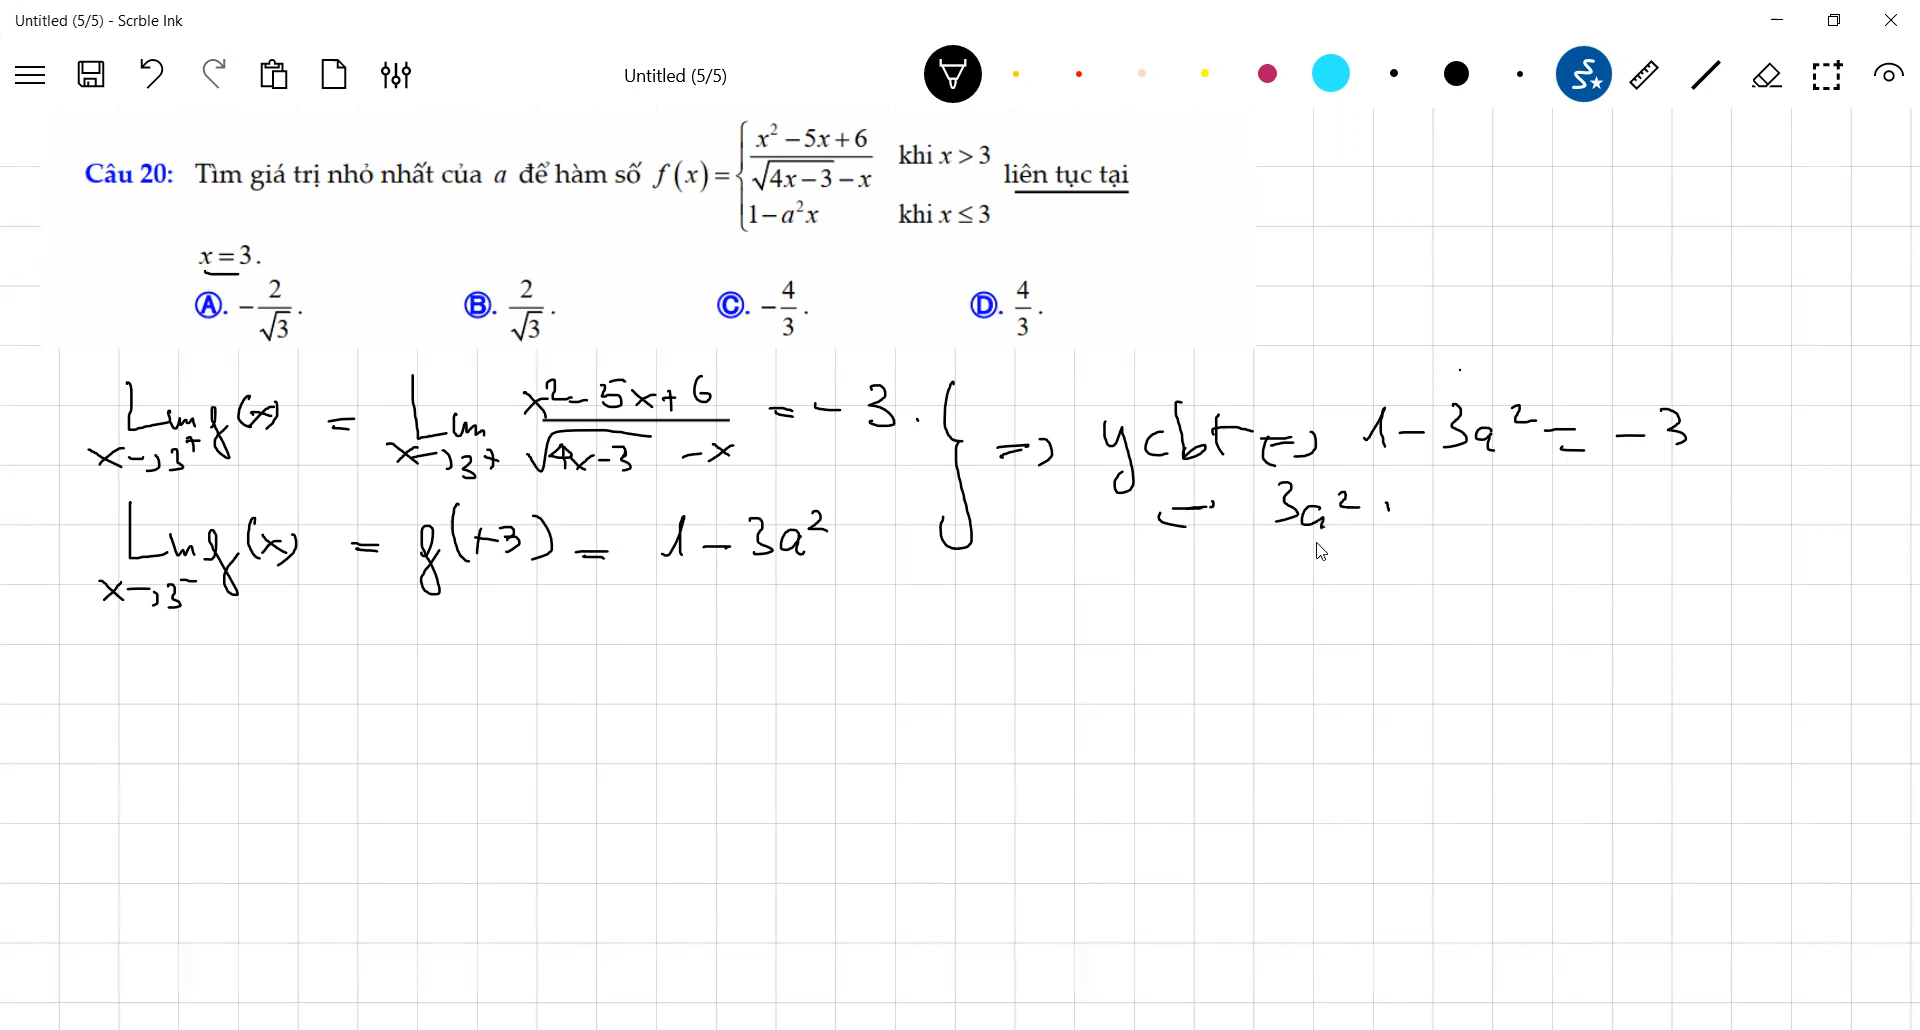 Untitled (5/5) - Scrble Ink
Untitled (5/5)
Câu 20: Tìm giá trị nhỏ nhất của a để hàm số f(x) = { (x² − 5x + 6)/(√(4x − 3) − x) khi x > 3; 1 − a²x khi x ≤ 3 liên tục tại
x = 3.
A. −2/√3. B. 2/√3. C. −4/3. D. 4/3.
Lim f(x) = Lim (x² − 5x + 6)/(√(4x − 3) − x) = −3. } => ycbt <=> 1 − 3a² = −3
x→3⁺ x→3⁺
3a²
Lim f(x) = f(+3) = 1 − 3a²
x→3⁻